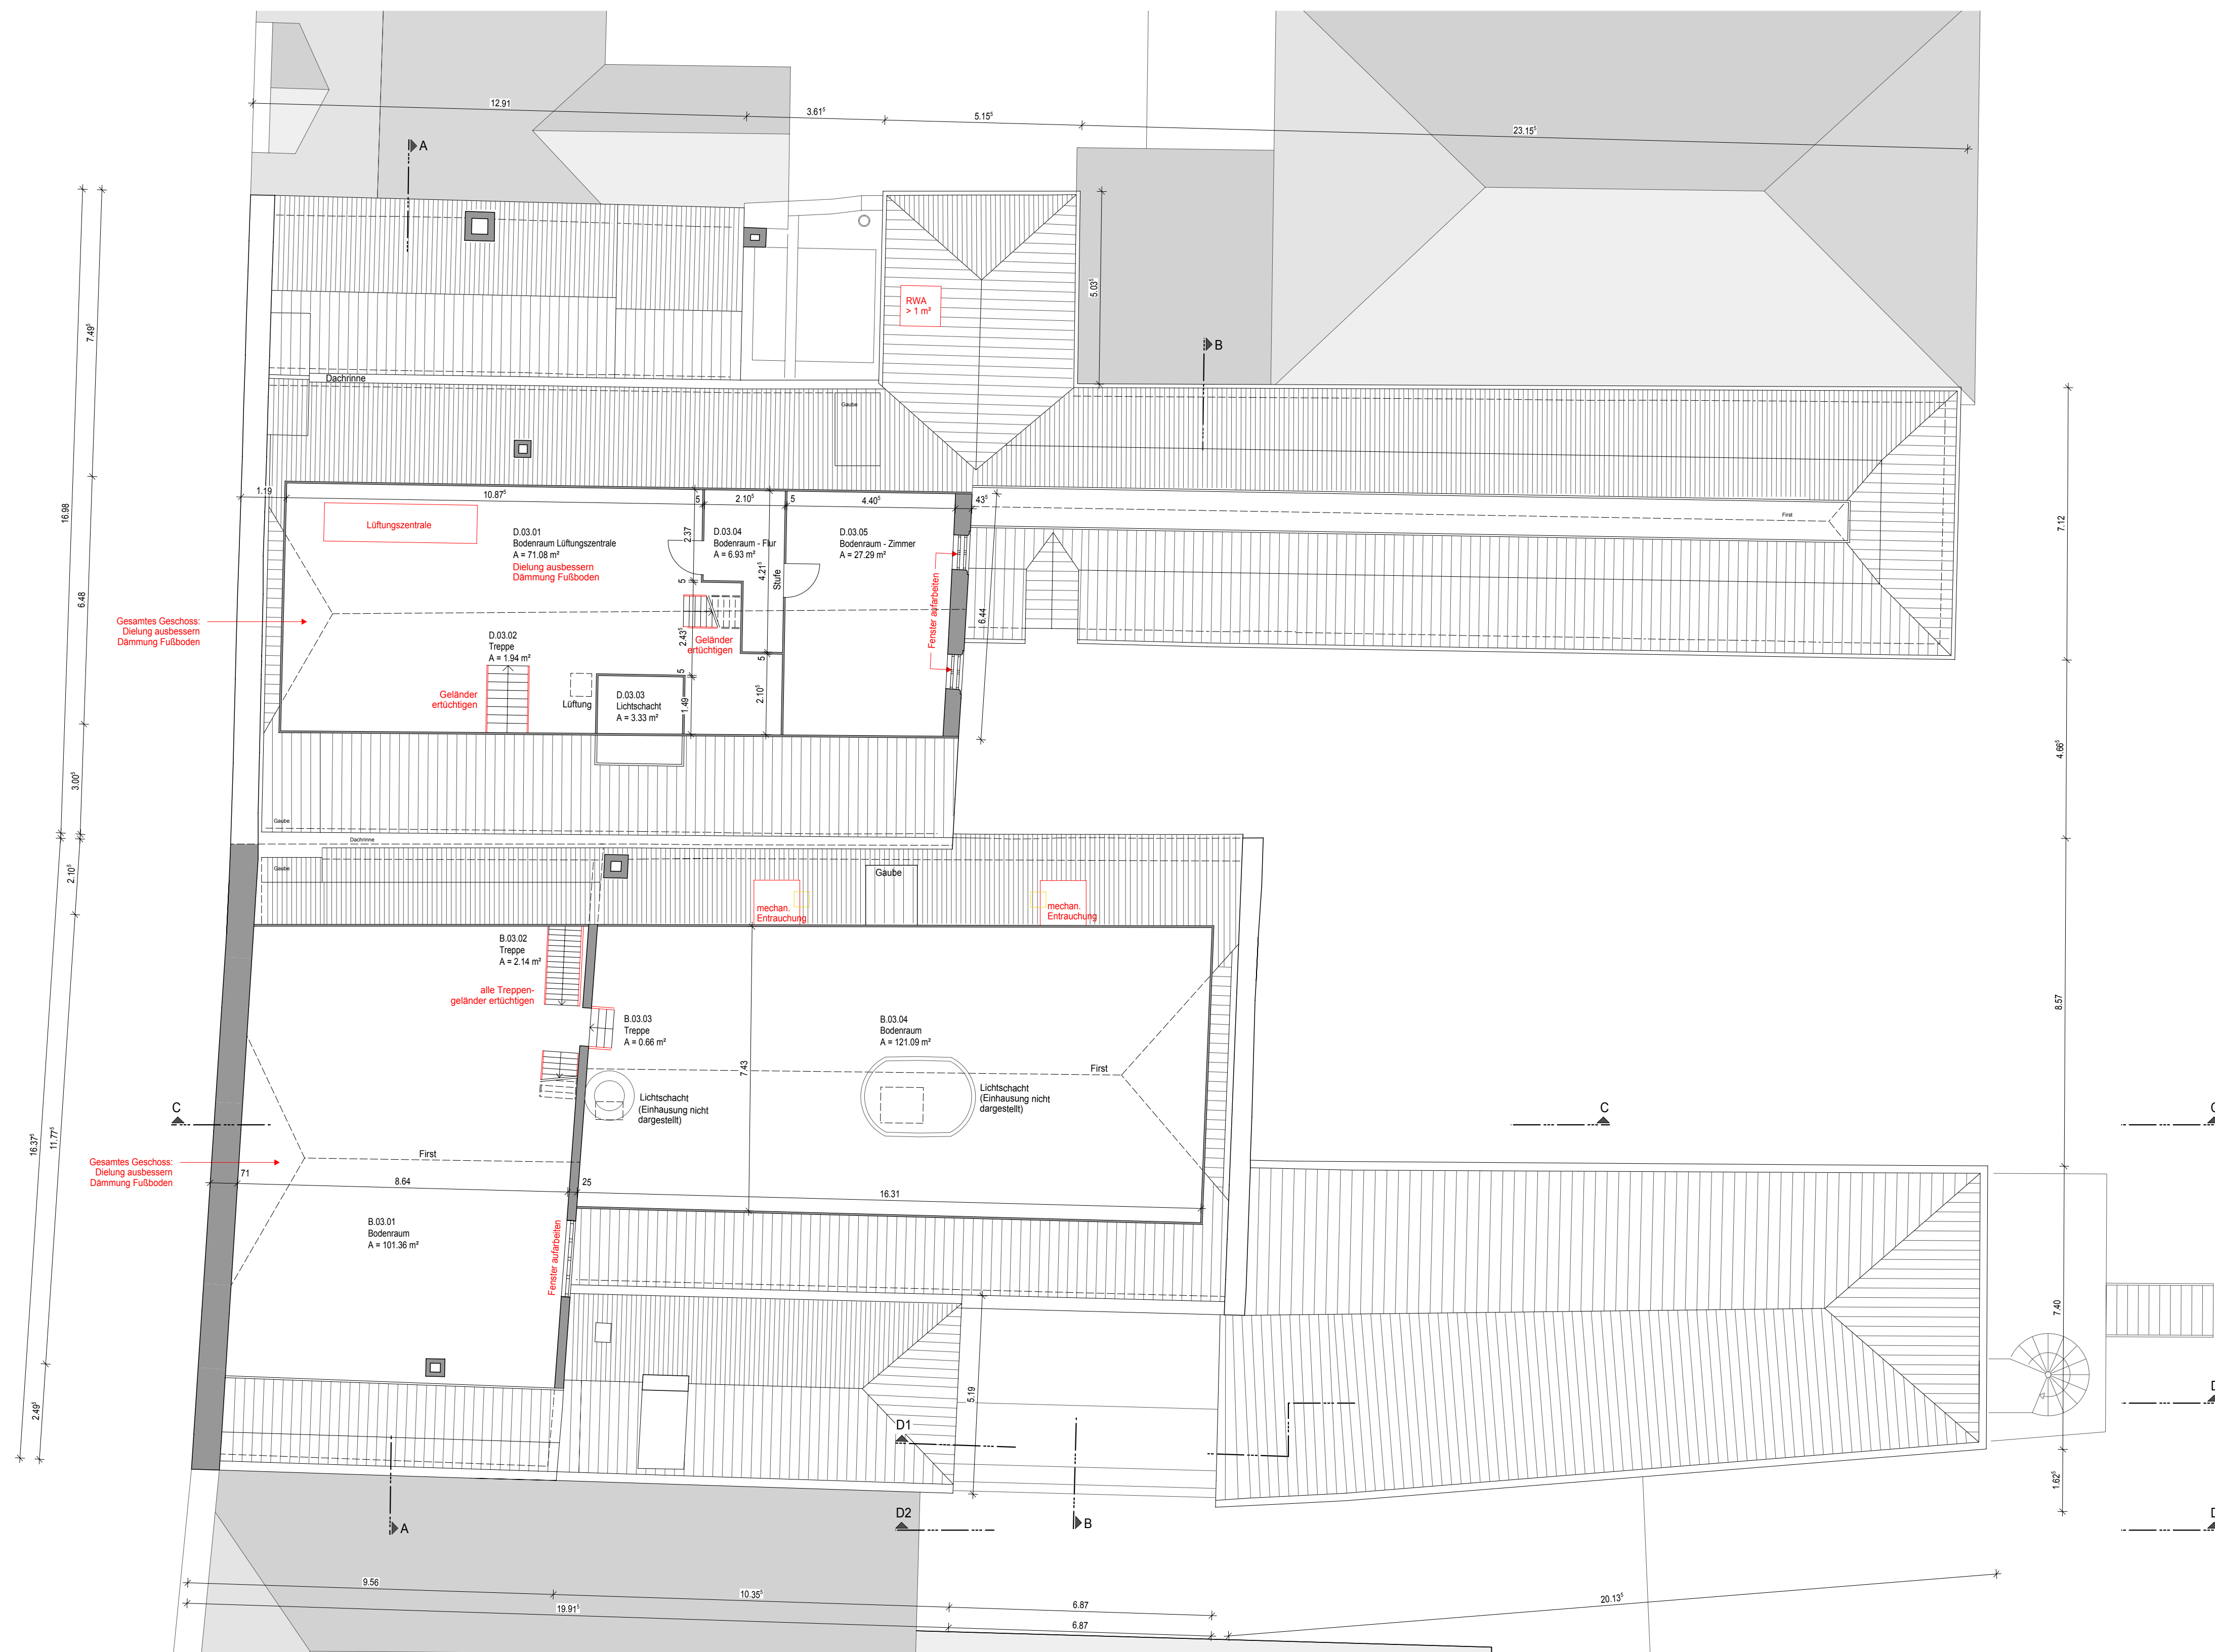 12.91
3.61⁵
5.15⁵
23.15⁵
A
B
RWA
> 1 m²
5.03⁵
7.49⁵
16.98
6.48
3.00⁵
2.10⁵
16.37⁵
11.77⁵
2.49⁵
Dachrinne
Gaube
1.19
10.87⁵
5
2.10⁵
5
4.40⁵
43⁵
First
Lüftungszentrale
D.03.01
Bodenraum Lüftungszentrale
A = 71.08 m²
Dielung ausbessern
Dämmung Fußboden
2.37
D.03.04
Bodenraum - Flur
A = 6.93 m²
4.21⁵
Stufe
D.03.05
Bodenraum - Zimmer
A = 27.29 m²
5
Fenster aufarbeiten
6.44
7.12
Gesamtes Geschoss:
Dielung ausbessern
Dämmung Fußboden
D.03.02
Treppe
A = 1.94 m²
2.43⁵
Geländer
ertüchtigen
5
5
Geländer
ertüchtigen
Lüftung
D.03.03
Lichtschacht
A = 3.33 m²
1.49
2.10⁵
4.66⁵
Gaube
Dachrinne
Gaube
Gaube
mechan.
Entrauchung
mechan.
Entrauchung
B.03.02
Treppe
A = 2.14 m²
alle Treppen-
geländer ertüchtigen
B.03.03
Treppe
A = 0.66 m²
B.03.04
Bodenraum
A = 121.09 m²
8.57
7.43
First
Lichtschacht
(Einhausung nicht
dargestellt)
Lichtschacht
(Einhausung nicht
dargestellt)
C
C
First
Gesamtes Geschoss:
Dielung ausbessern
Dämmung Fußboden
71
8.64
25
16.31
B.03.01
Bodenraum
A = 101.36 m²
Fenster aufarbeiten
7.40
5.19
D1
1.62⁵
A
D2
B
9.56
10.35⁵
6.87
19.91⁵
6.87
20.13⁵